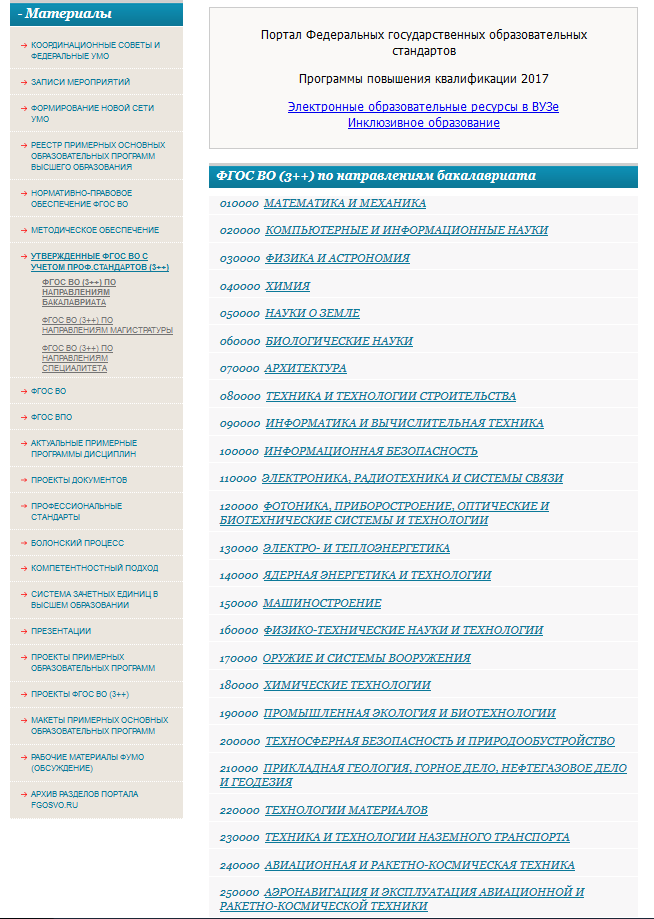 - Материалы
→ КООРДИНАЦИОННЫЕ СОВЕТЫ И
ФЕДЕРАЛЬНЫЕ УМО
→ ЗАПИСИ МЕРОПРИЯТИЙ
→ ФОРМИРОВАНИЕ НОВОЙ СЕТИ
УМО
→ РЕЕСТР ПРИМЕРНЫХ ОСНОВНЫХ
ОБРАЗОВАТЕЛЬНЫХ ПРОГРАММ
ВЫСШЕГО ОБРАЗОВАНИЯ
→ НОРМАТИВНО-ПРАВОВОЕ
ОБЕСПЕЧЕНИЕ ФГОС ВО
→ МЕТОДИЧЕСКОЕ ОБЕСПЕЧЕНИЕ
→ УТВЕРЖДЕННЫЕ ФГОС ВО С
УЧЕТОМ ПРОФ.СТАНДАРТОВ (3++)
ФГОС ВО (3++) ПО
НАПРАВЛЕНИЯМ
БАКАЛАВРИАТА
ФГОС ВО (3++) ПО
НАПРАВЛЕНИЯМ МАГИСТРАТУРЫ
ФГОС ВО (3++) ПО
НАПРАВЛЕНИЯМ
СПЕЦИАЛИТЕТА
→ ФГОС ВО
→ ФГОС ВПО
→ АКТУАЛЬНЫЕ ПРИМЕРНЫЕ
ПРОГРАММЫ ДИСЦИПЛИН
→ ПРОЕКТЫ ДОКУМЕНТОВ
→ ПРОФЕССИОНАЛЬНЫЕ
СТАНДАРТЫ
→ БОЛОНСКИЙ ПРОЦЕСС
→ КОМПЕТЕНТНОСТНЫЙ ПОДХОД
→ СИСТЕМА ЗАЧЕТНЫХ ЕДИНИЦ В
ВЫСШЕМ ОБРАЗОВАНИИ
→ ПРЕЗЕНТАЦИИ
→ ПРОЕКТЫ ПРИМЕРНЫХ
ОБРАЗОВАТЕЛЬНЫХ ПРОГРАММ
→ ПРОЕКТЫ ФГОС ВО (3++)
→ МАКЕТЫ ПРИМЕРНЫХ ОСНОВНЫХ
ОБРАЗОВАТЕЛЬНЫХ ПРОГРАММ
→ РАБОЧИЕ МАТЕРИАЛЫ ФУМО
(ОБСУЖДЕНИЕ)
→ АРХИВ РАЗДЕЛОВ ПОРТАЛА
FGOSVO.RU
Портал Федеральных государственных образовательных
стандартов
Программы повышения квалификации 2017
Электронные образовательные ресурсы в ВУЗе
Инклюзивное образование
ФГОС ВО (3++) по направлениям бакалавриата
010000 МАТЕМАТИКА И МЕХАНИКА
020000 КОМПЬЮТЕРНЫЕ И ИНФОРМАЦИОННЫЕ НАУКИ
030000 ФИЗИКА И АСТРОНОМИЯ
040000 ХИМИЯ
050000 НАУКИ О ЗЕМЛЕ
060000 БИОЛОГИЧЕСКИЕ НАУКИ
070000 АРХИТЕКТУРА
080000 ТЕХНИКА И ТЕХНОЛОГИИ СТРОИТЕЛЬСТВА
090000 ИНФОРМАТИКА И ВЫЧИСЛИТЕЛЬНАЯ ТЕХНИКА
100000 ИНФОРМАЦИОННАЯ БЕЗОПАСНОСТЬ
110000 ЭЛЕКТРОНИКА, РАДИОТЕХНИКА И СИСТЕМЫ СВЯЗИ
120000 ФОТОНИКА, ПРИБОРОСТРОЕНИЕ, ОПТИЧЕСКИЕ И
БИОТЕХНИЧЕСКИЕ СИСТЕМЫ И ТЕХНОЛОГИИ
130000 ЭЛЕКТРО- И ТЕПЛОЭНЕРГЕТИКА
140000 ЯДЕРНАЯ ЭНЕРГЕТИКА И ТЕХНОЛОГИИ
150000 МАШИНОСТРОЕНИЕ
160000 ФИЗИКО-ТЕХНИЧЕСКИЕ НАУКИ И ТЕХНОЛОГИИ
170000 ОРУЖИЕ И СИСТЕМЫ ВООРУЖЕНИЯ
180000 ХИМИЧЕСКИЕ ТЕХНОЛОГИИ
190000 ПРОМЫШЛЕННАЯ ЭКОЛОГИЯ И БИОТЕХНОЛОГИИ
200000 ТЕХНОСФЕРНАЯ БЕЗОПАСНОСТЬ И ПРИРОДООБУСТРОЙСТВО
210000 ПРИКЛАДНАЯ ГЕОЛОГИЯ, ГОРНОЕ ДЕЛО, НЕФТЕГАЗОВОЕ ДЕЛО
И ГЕОДЕЗИЯ
220000 ТЕХНОЛОГИИ МАТЕРИАЛОВ
230000 ТЕХНИКА И ТЕХНОЛОГИИ НАЗЕМНОГО ТРАНСПОРТА
240000 АВИАЦИОННАЯ И РАКЕТНО-КОСМИЧЕСКАЯ ТЕХНИКА
250000 АЭРОНАВИГАЦИЯ И ЭКСПЛУАТАЦИЯ АВИАЦИОННОЙ И
РАКЕТНО-КОСМИЧЕСКОЙ ТЕХНИКИ